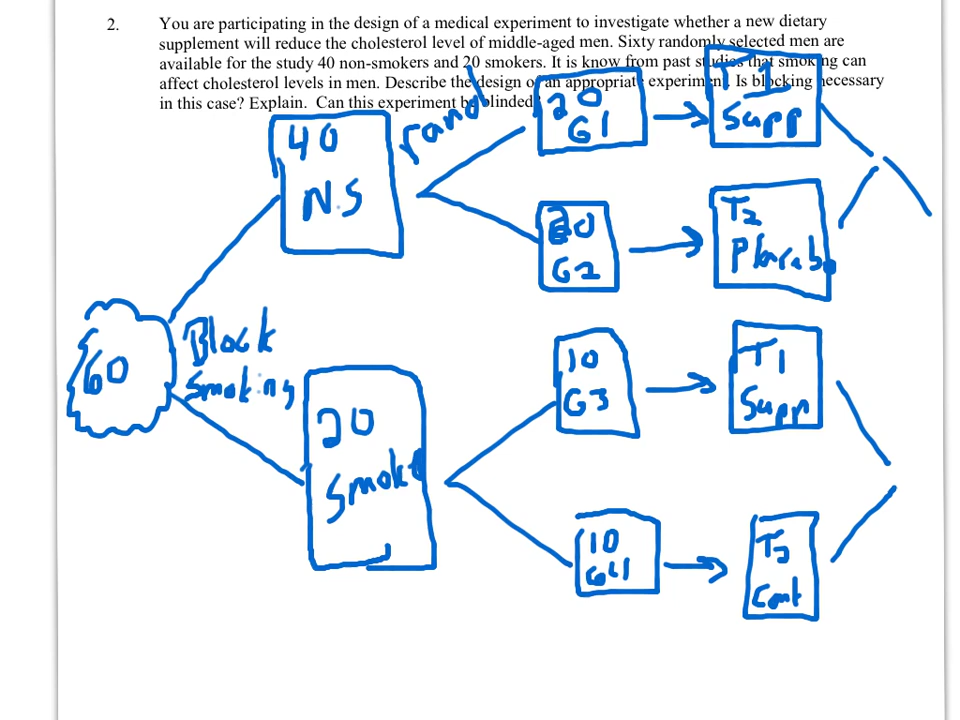 2. You are participating in the design of a medical experiment to investigate whether a new dietary
supplement will reduce the cholesterol level of middle-aged men. Sixty randomly selected men are
available for the study 40 non-smokers and 20 smokers. It is know from past studies that smoking can
affect cholesterol levels in men. Describe the design of an appropriate experiment. Is blocking necessary
in this case? Explain. Can this experiment be blinded?
rand
40
N.S
20
G1
T1
Supp
20
G2
T2
Placeb
60
Block
Smoking
20
Smoke
10
G3
T1
Supp
10
G4
Cont